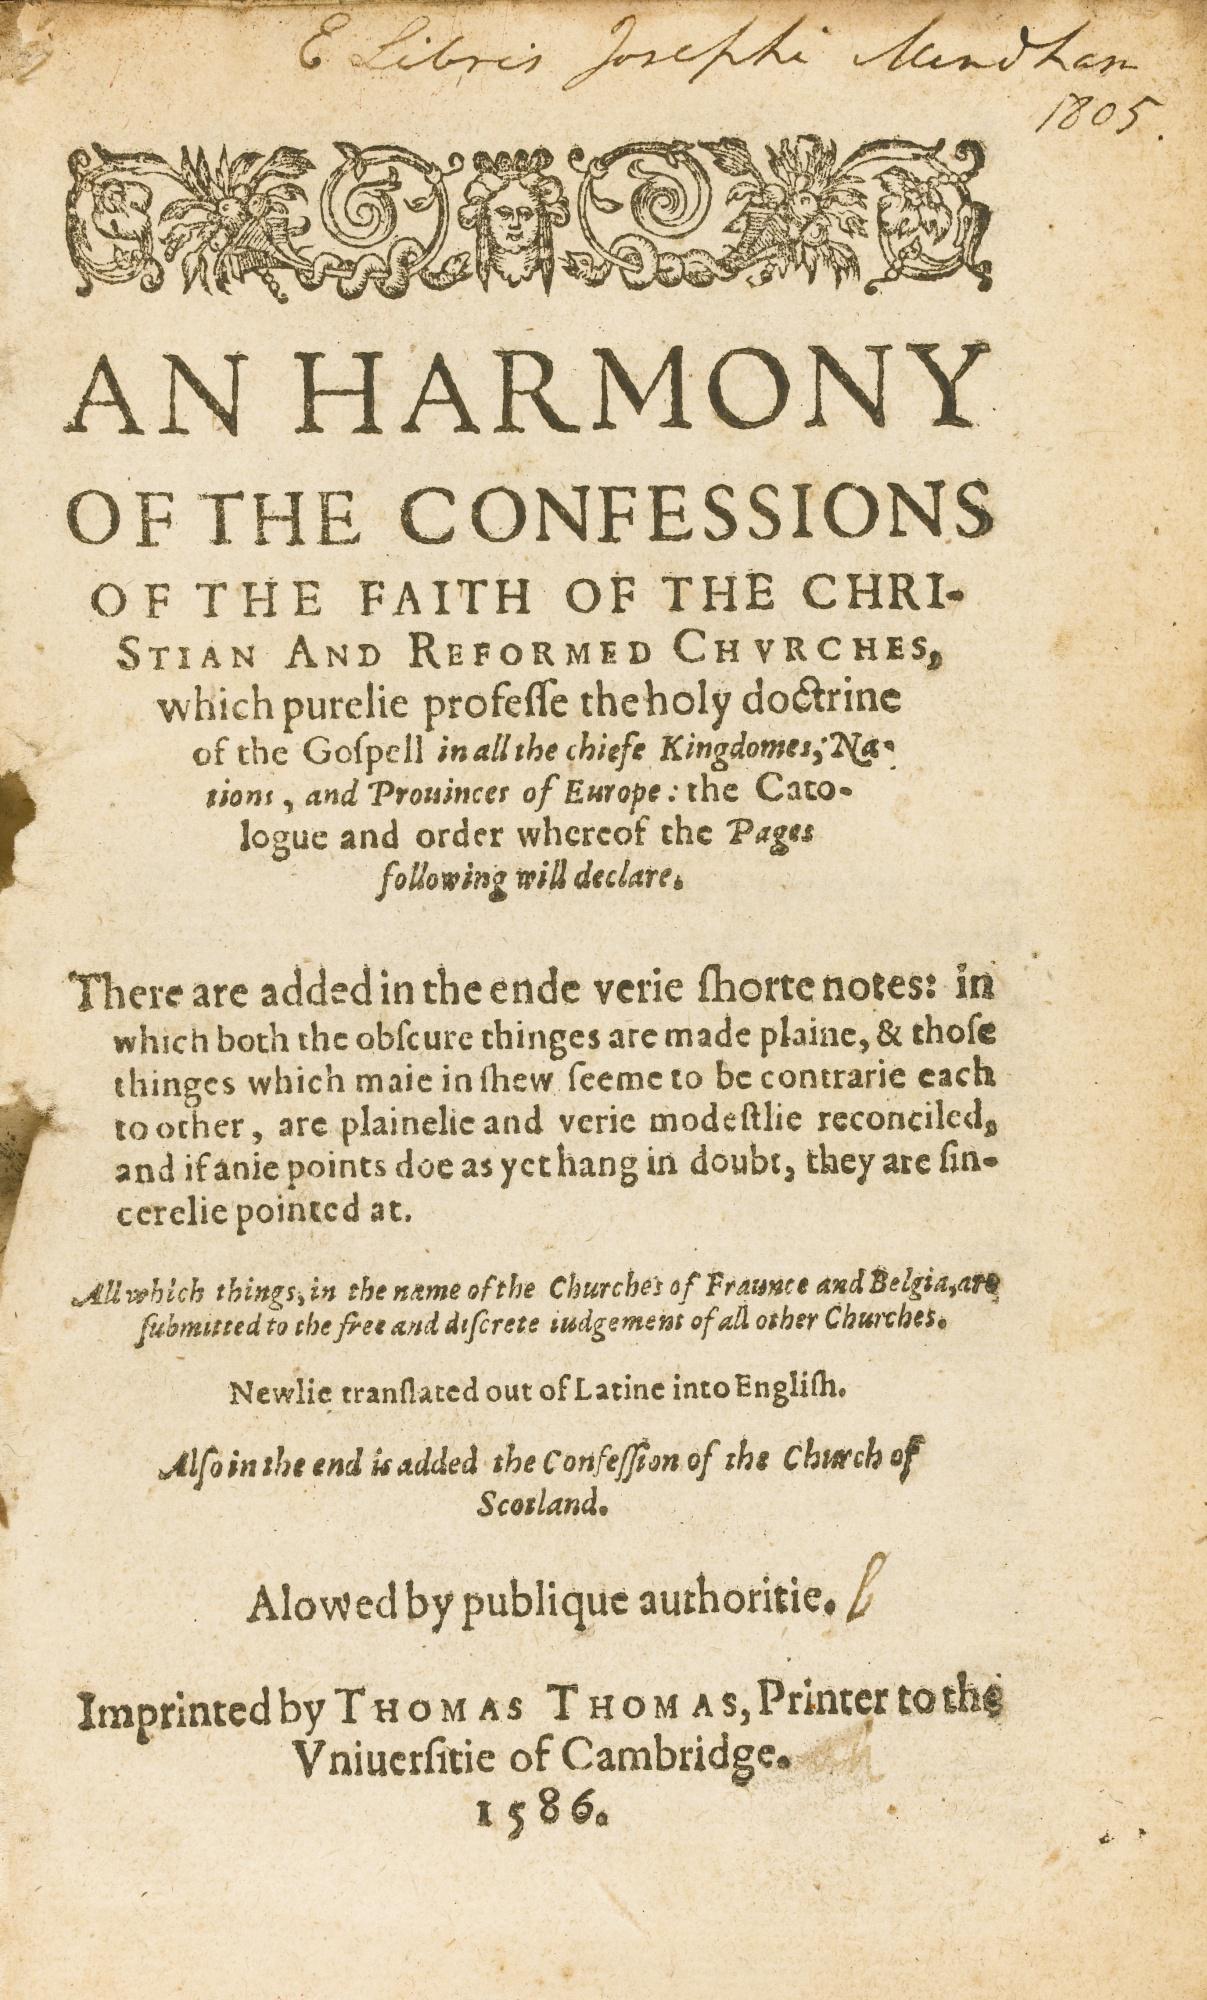 E Libris Josephi Mendham
1805.
AN HARMONY
OF THE CONFESSIONS
OF THE FAITH OF THE CHRI-
STIAN AND REFORMED CHVRCHES,
which purelie profeſſe the holy doctrine
of the Goſpell in all the chiefe Kingdomes, Na-
tions, and Prouinces of Europe: the Cato-
logue and order whereof the Pages
following will declare.
There are added in the ende verie ſhorte notes: in
which both the obſcure thinges are made plaine, & thoſe
thinges which maie in ſhew ſeeme to be contrarie each
to other, are plainelie and verie modeſtlie reconciled,
and if anie points doe as yet hang in doubt, they are ſin-
cerelie pointed at.
All which things, in the name of the Churches of Fraunce and Belgia, are
ſubmitted to the free and diſcrete iudgement of all other Churches.
Newlie tranſlated out of Latine into Engliſh.
Alſo in the end is added the Confeſſion of the Church of
Scotland.
Alowed by publique authoritie.
Imprinted by THOMAS THOMAS, Printer to the
Vniuerſitie of Cambridge.
1586.